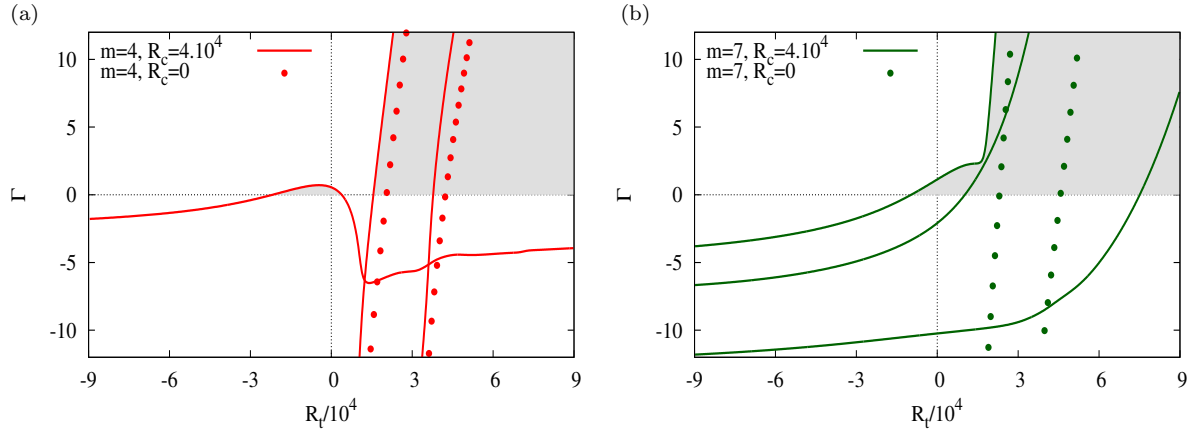 (a)
m=4, R_c=4.10^4
m=4, R_c=0
10
5
0
-5
-10
Γ
-9 -6 -3 0 3 6 9
R_t/10^4
(b)
m=7, R_c=4.10^4
m=7, R_c=0
10
5
0
-5
-10
Γ
-9 -6 -3 0 3 6 9
R_t/10^4